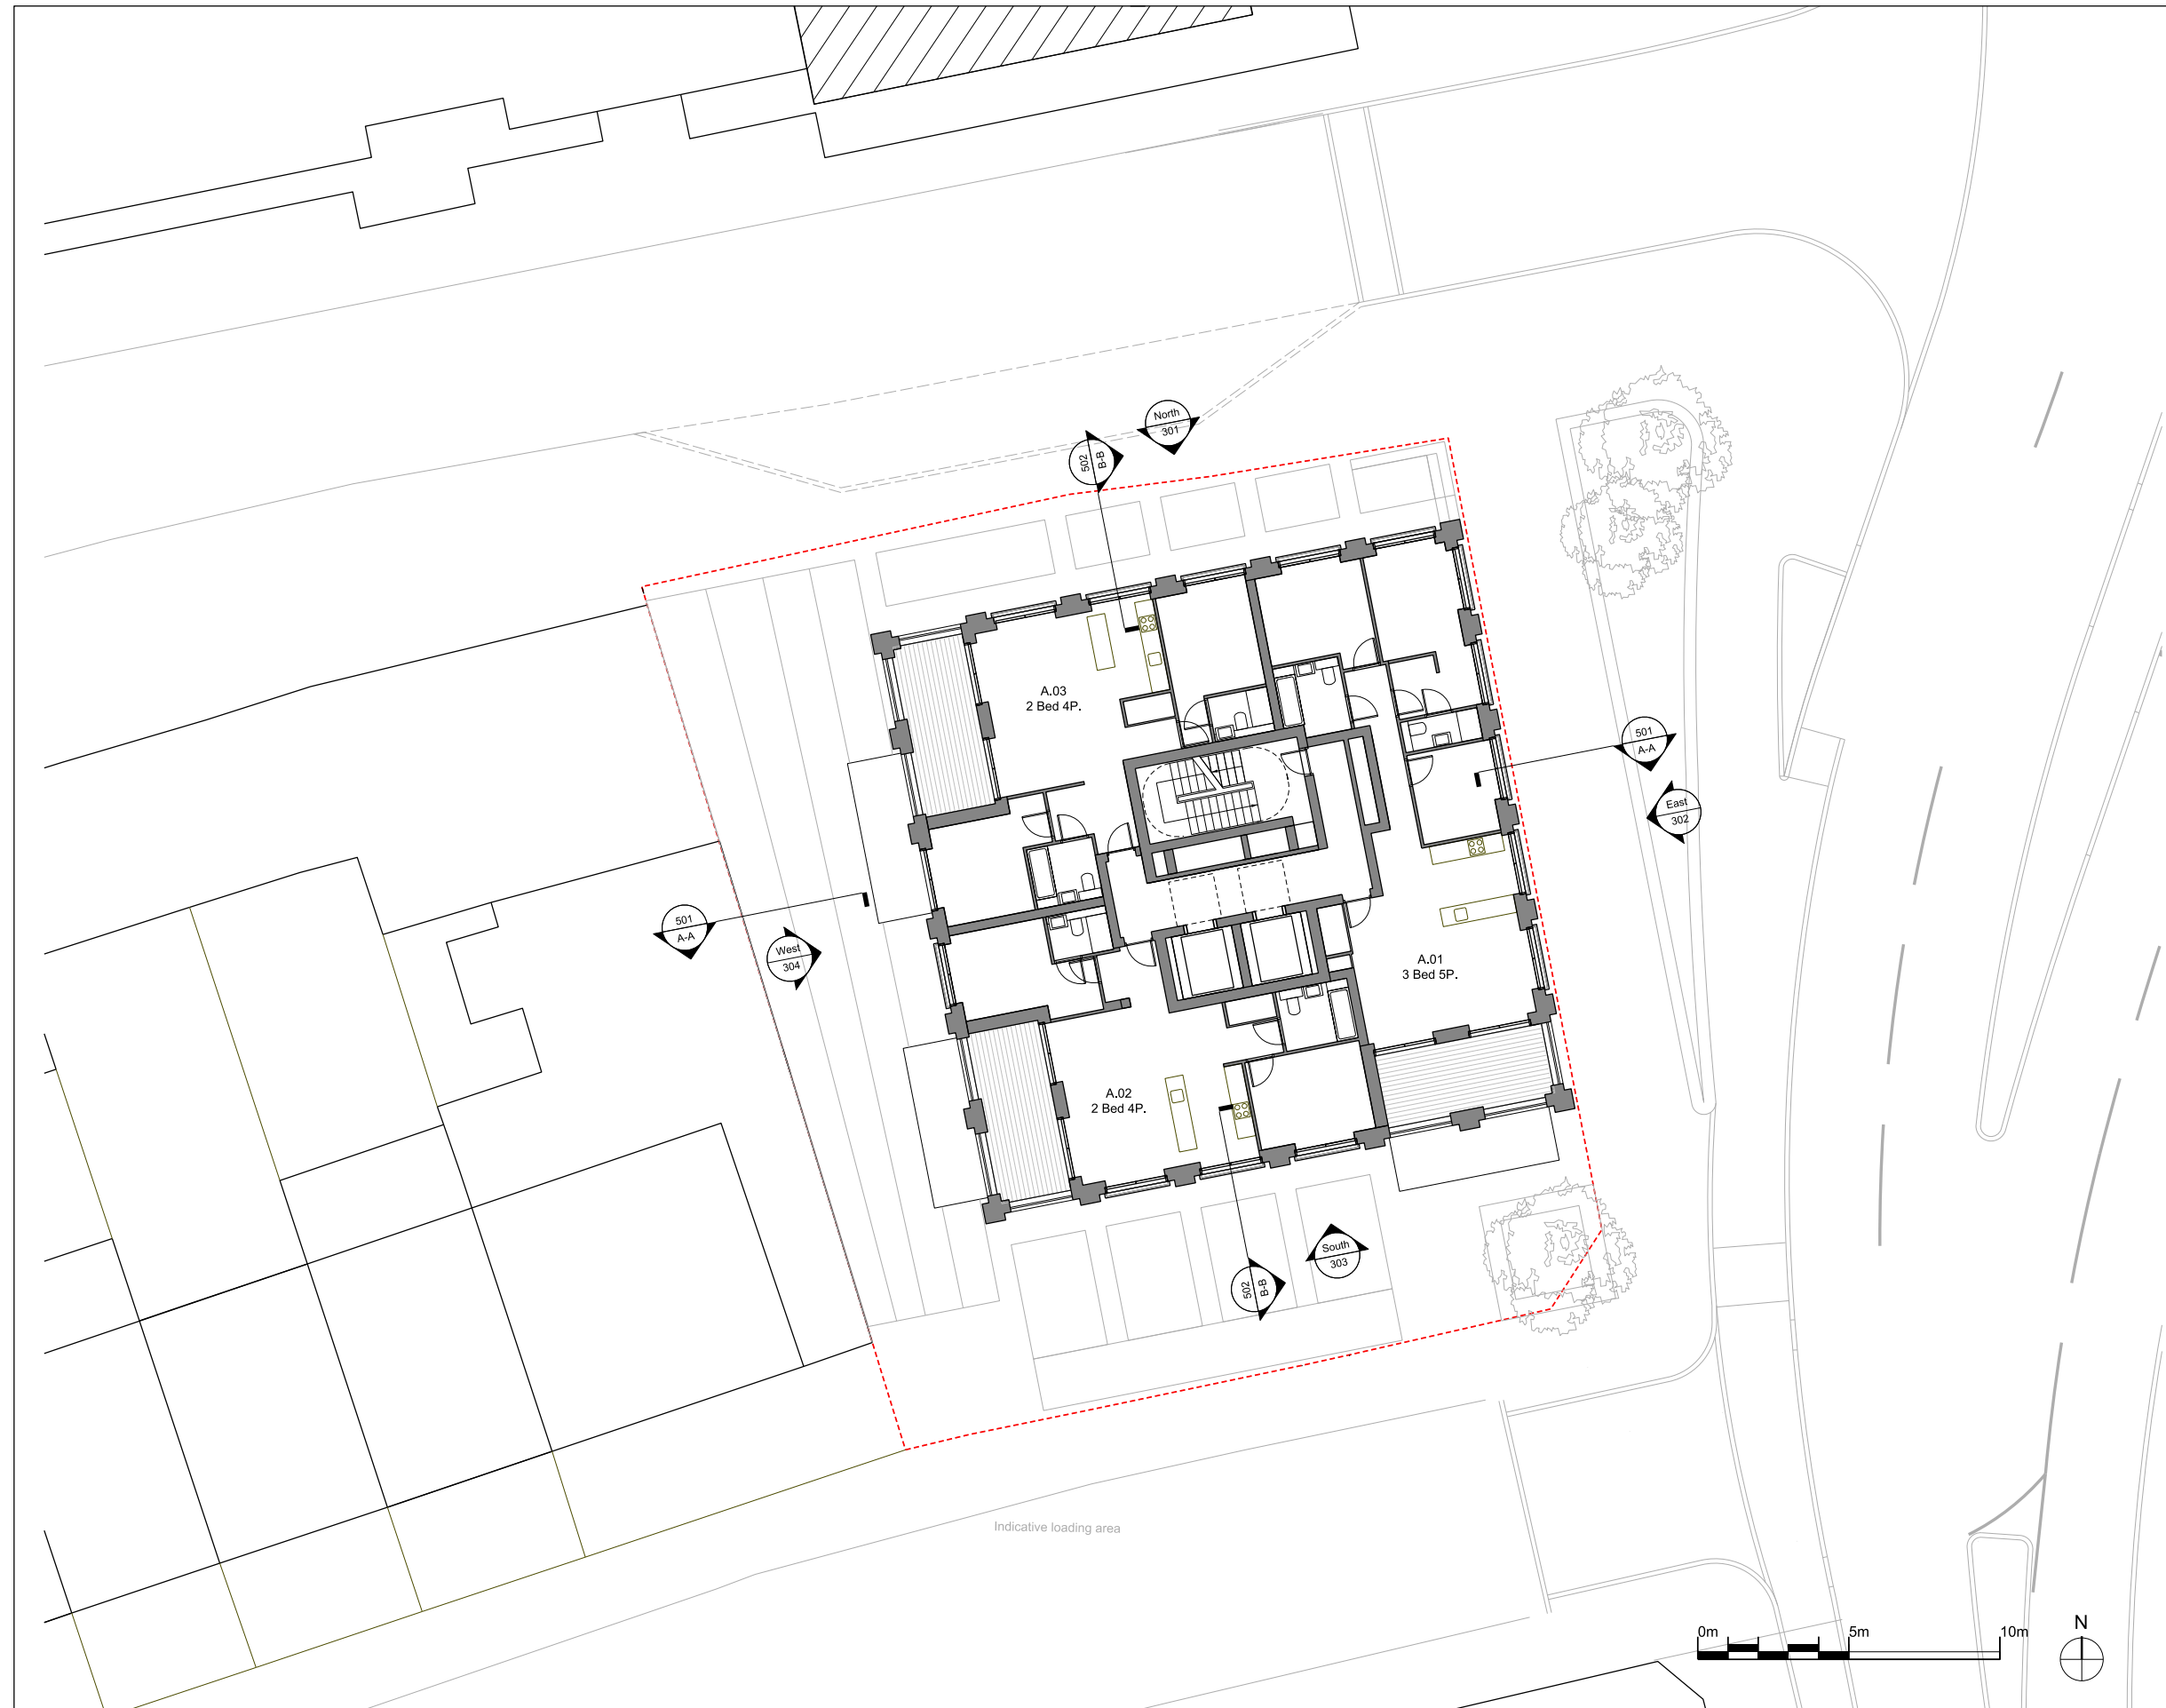 North
301
502
B-B
A.03
2 Bed 4P.
501
A-A
East
302
501
A-A
West
304
A.01
3 Bed 5P.
A.02
2 Bed 4P.
South
303
502
B-B
Indicative loading area
0m 5m 10m
N